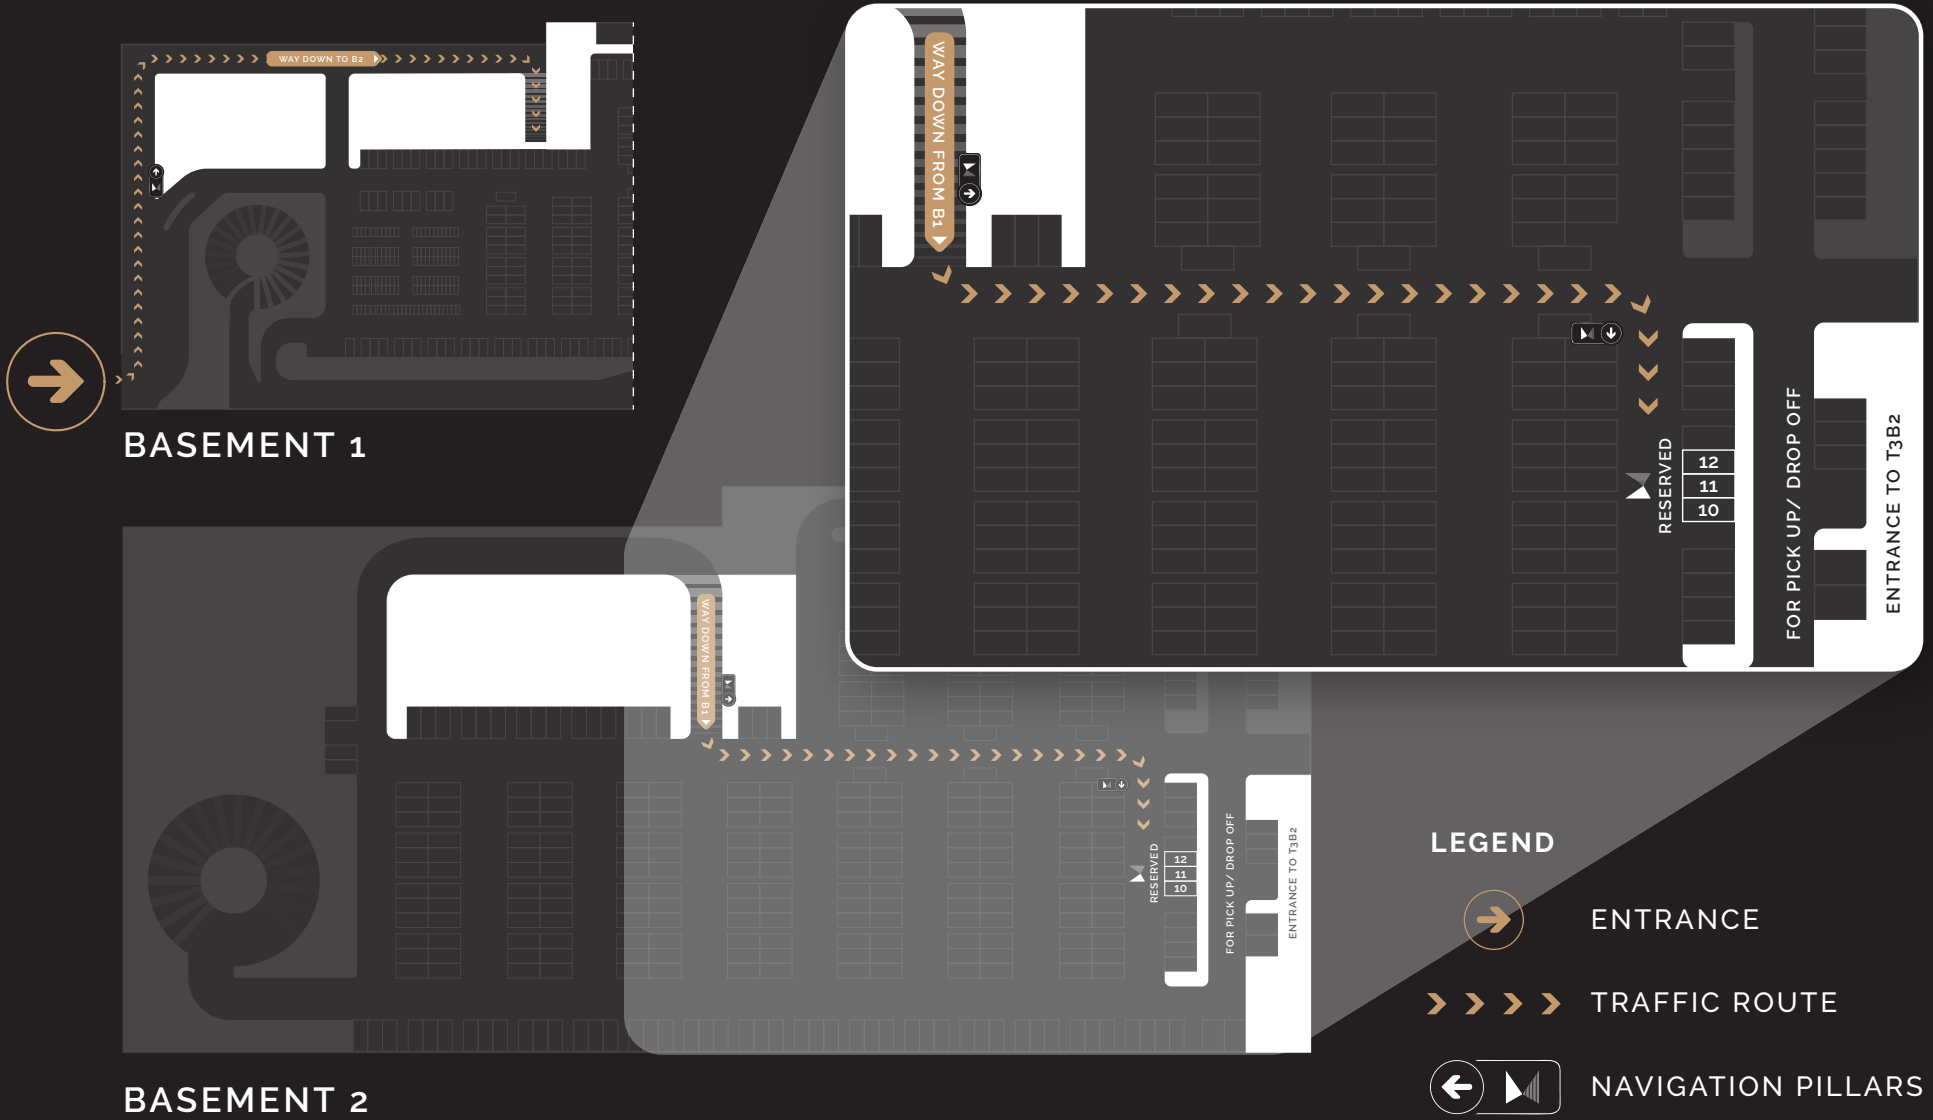 WAY DOWN TO B2
BASEMENT 1
WAY DOWN FROM B1
RESERVED
12
11
10
FOR PICK UP/ DROP OFF
ENTRANCE TO T3B2
WAY DOWN FROM B1
RESERVED
12
11
10
FOR PICK UP/ DROP OFF
ENTRANCE TO T3B2
BASEMENT 2
LEGEND
ENTRANCE
TRAFFIC ROUTE
NAVIGATION PILLARS